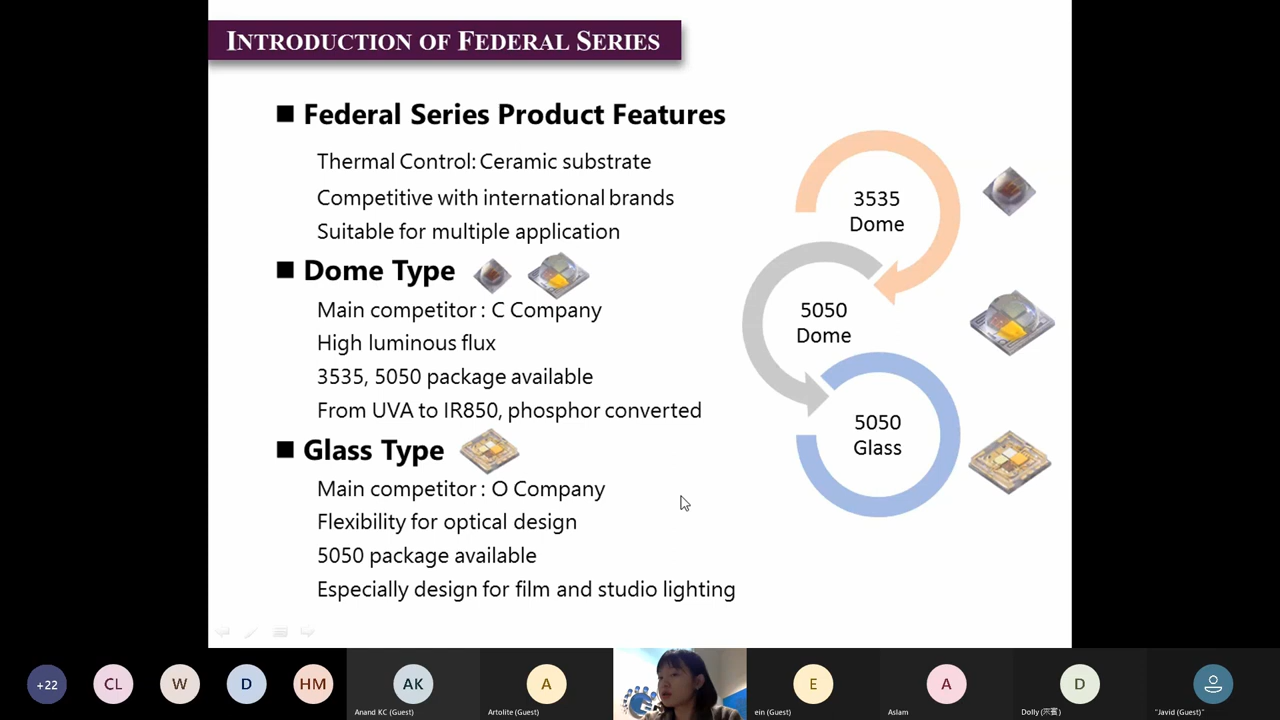 INTRODUCTION OF FEDERAL SERIES
Federal Series Product Features
Thermal Control: Ceramic substrate
Competitive with international brands
Suitable for multiple application
Dome Type
Main competitor : C Company
High luminous flux
3535, 5050 package available
From UVA to IR850, phosphor converted
Glass Type
Main competitor : O Company
Flexibility for optical design
5050 package available
Especially design for film and studio lighting
3535
Dome
5050
Dome
5050
Glass
+22
CL
W
D
HM
AK
Anand KC (Guest)
A
Artolite (Guest)
E
ein (Guest)
A
Aslam
D
Dolly (宗賓)
"Javid (Guest)"